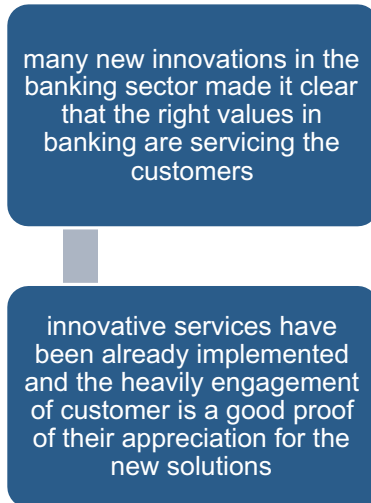 many new innovations in the
banking sector made it clear
that the right values in
banking are servicing the
customers
innovative services have
been already implemented
and the heavily engagement
of customer is a good proof
of their appreciation for the
new solutions